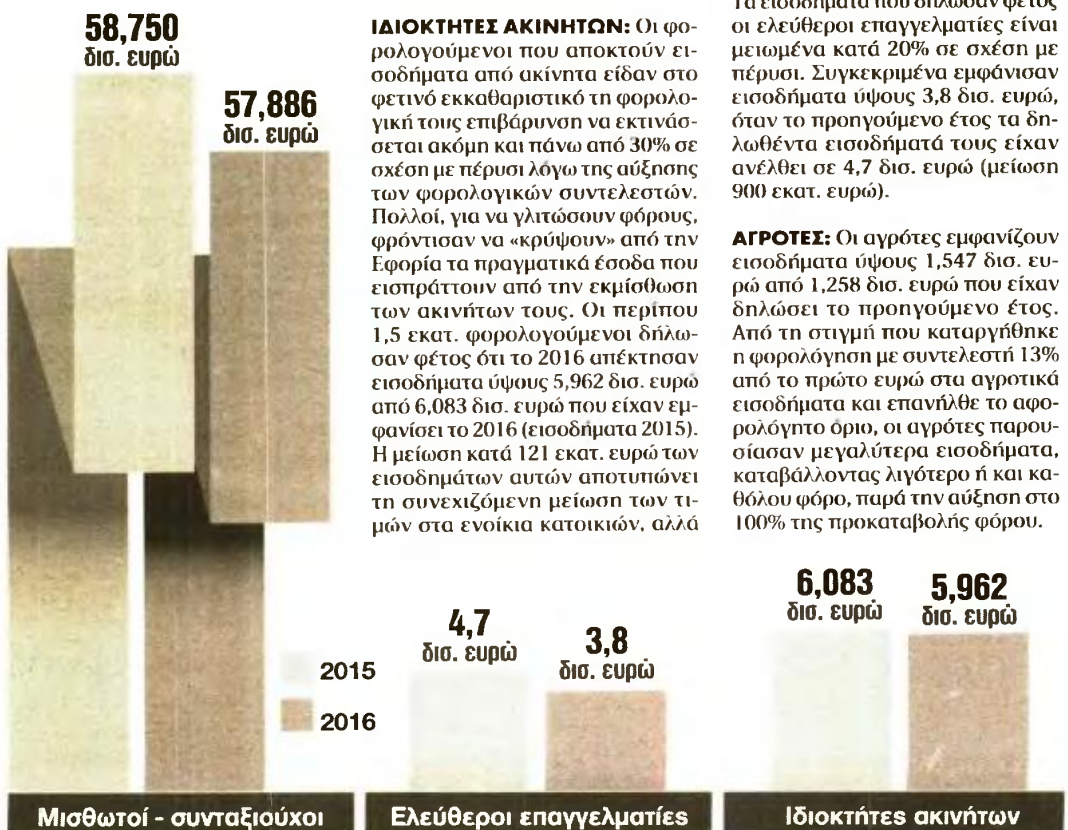 58,750
δισ. ευρώ
57,886
δισ. ευρώ
ΙΔΙΟΚΤΗΤΕΣ ΑΚΙΝΗΤΩΝ: Οι φο-
ρολογούμενοι που αποκτούν ει-
σοδήματα από ακίνητα είδαν στο
φετινό εκκαθαριστικό τη φορολο-
γική τους επιβάρυνση να εκτινάσ-
σεται ακόμη και πάνω από 30% σε
σχέση με πέρυσι λόγω της αύξησης
των φορολογικών συντελεστών.
Πολλοί, για να γλιτώσουν φόρους,
φρόντισαν να «κρύψουν» από την
Εφορία τα πραγματικά έσοδα που
εισπράττουν από την εκμίσθωση
των ακινήτων τους. Οι περίπου
1,5 εκατ. φορολογούμενοι δήλω-
σαν φέτος ότι το 2016 απέκτησαν
εισοδήματα ύψους 5,962 δισ. ευρώ
από 6,083 δισ. ευρώ που είχαν εμ-
φανίσει το 2016 (εισοδήματα 2015).
Η μείωση κατά 121 εκατ. ευρώ των
εισοδημάτων αυτών αποτυπώνει
τη συνεχιζόμενη μείωση των τι-
μών στα ενοίκια κατοικιών, αλλά
Τα εισοδήματα που δήλωσαν φέτος
οι ελεύθεροι επαγγελματίες είναι
μειωμένα κατά 20% σε σχέση με
πέρυσι. Συγκεκριμένα εμφάνισαν
εισοδήματα ύψους 3,8 δισ. ευρώ,
όταν το προηγούμενο έτος τα δη-
λωθέντα εισοδήματά τους είχαν
ανέλθει σε 4,7 δισ. ευρώ (μείωση
900 εκατ. ευρώ).
ΑΓΡΟΤΕΣ: Οι αγρότες εμφανίζουν
εισοδήματα ύψους 1,547 δισ. ευ-
ρώ από 1,258 δισ. ευρώ που είχαν
δηλώσει το προηγούμενο έτος.
Από τη στιγμή που καταργήθηκε
η φορολόγηση με συντελεστή 13%
από το πρώτο ευρώ στα αγροτικά
εισοδήματα και επανήλθε το αφο-
ρολόγητο όριο, οι αγρότες παρου-
σίασαν μεγαλύτερα εισοδήματα,
καταβάλλοντας λιγότερο ή και κα-
θόλου φόρο, παρά την αύξηση στο
100% της προκαταβολής φόρου.
2015
2016
4,7
δισ. ευρώ
3,8
δισ. ευρώ
6,083
δισ. ευρώ
5,962
δισ. ευρώ
Μισθωτοί - συνταξιούχοι
Ελεύθεροι επαγγελματίες
Ιδιοκτήτες ακινήτων